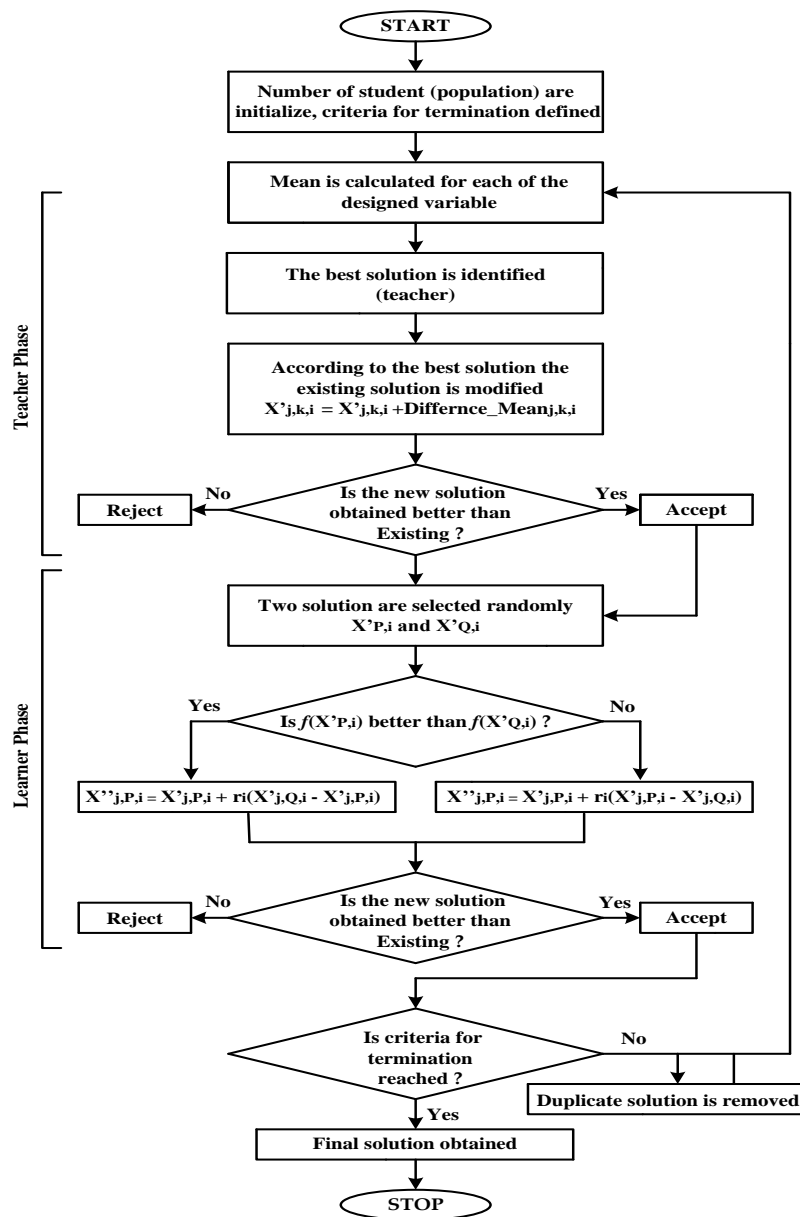 START
Number of student (population) are
initialize, criteria for termination defined
Mean is calculated for each of the
designed variable
The best solution is identified
(teacher)
According to the best solution the
existing solution is modified
X’j,k,i = X’j,k,i +Differnce_Meanj,k,i
Teacher Phase
Is the new solution
obtained better than
Existing ?
No
Reject
Yes
Accept
Two solution are selected randomly
X’P,i and X’Q,i
Learner Phase
Is f(X’P,i) better than f(X’Q,i) ?
Yes
No
X’’j,P,i = X’j,P,i + ri(X’j,Q,i - X’j,P,i)
X’’j,P,i = X’j,P,i + ri(X’j,P,i - X’j,Q,i)
Is the new solution
obtained better than
Existing ?
No
Reject
Yes
Accept
Is criteria for
termination
reached ?
No
Duplicate solution is removed
Yes
Final solution obtained
STOP